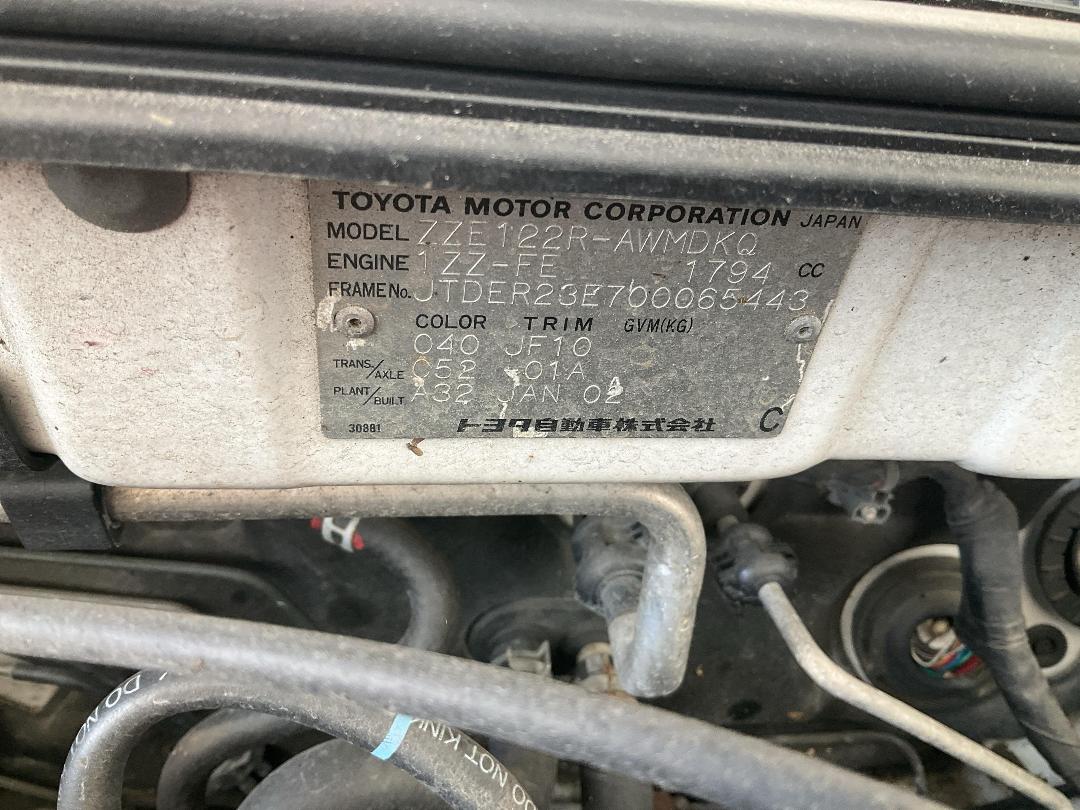 TOYOTA MOTOR CORPORATION JAPAN
MODEL ZZE122R-AWMDKQ
ENGINE 1ZZ-FE 1794 CC
FRAME No. JTDER23E700065443
COLOR TRIM GVM(KG)
040 JF10
TRANS./AXLE C52 01A
PLANT/BUILT A32 JAN 02
30881 トヨタ自動車株式会社 C
DO NOT KINK
DO NOT